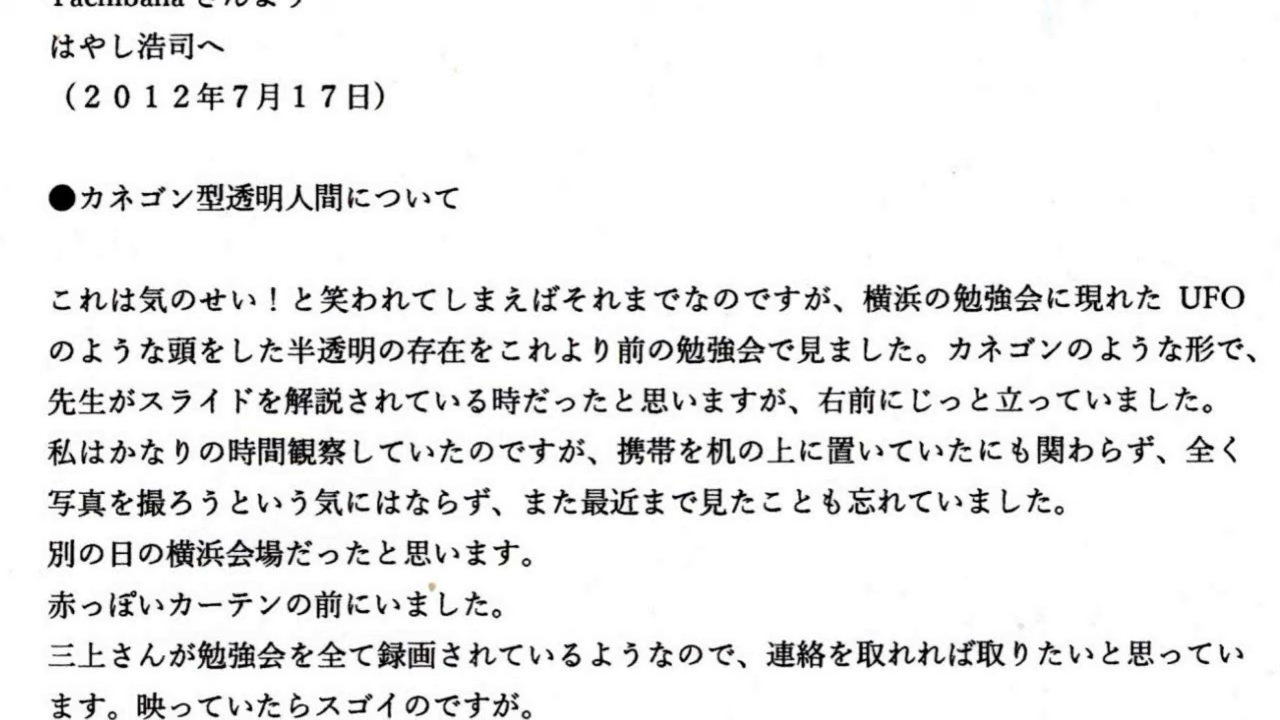 Tachibana さんより
はやし浩司へ
（２０１２年７月１７日）
●カネゴン型透明人間について
これは気のせい！と笑われてしまえばそれまでなのですが、横浜の勉強会に現れた UFO
のような頭をした半透明の存在をこれより前の勉強会で見ました。カネゴンのような形で、
先生がスライドを解説されている時だったと思いますが、右前にじっと立っていました。
私はかなりの時間観察していたのですが、携帯を机の上に置いていたにも関わらず、全く
写真を撮ろうという気にはならず、また最近まで見たことも忘れていました。
別の日の横浜会場だったと思います。
赤っぽいカーテンの前にいました。
三上さんが勉強会を全て録画されているようなので、連絡を取れれば取りたいと思ってい
ます。映っていたらスゴイのですが。